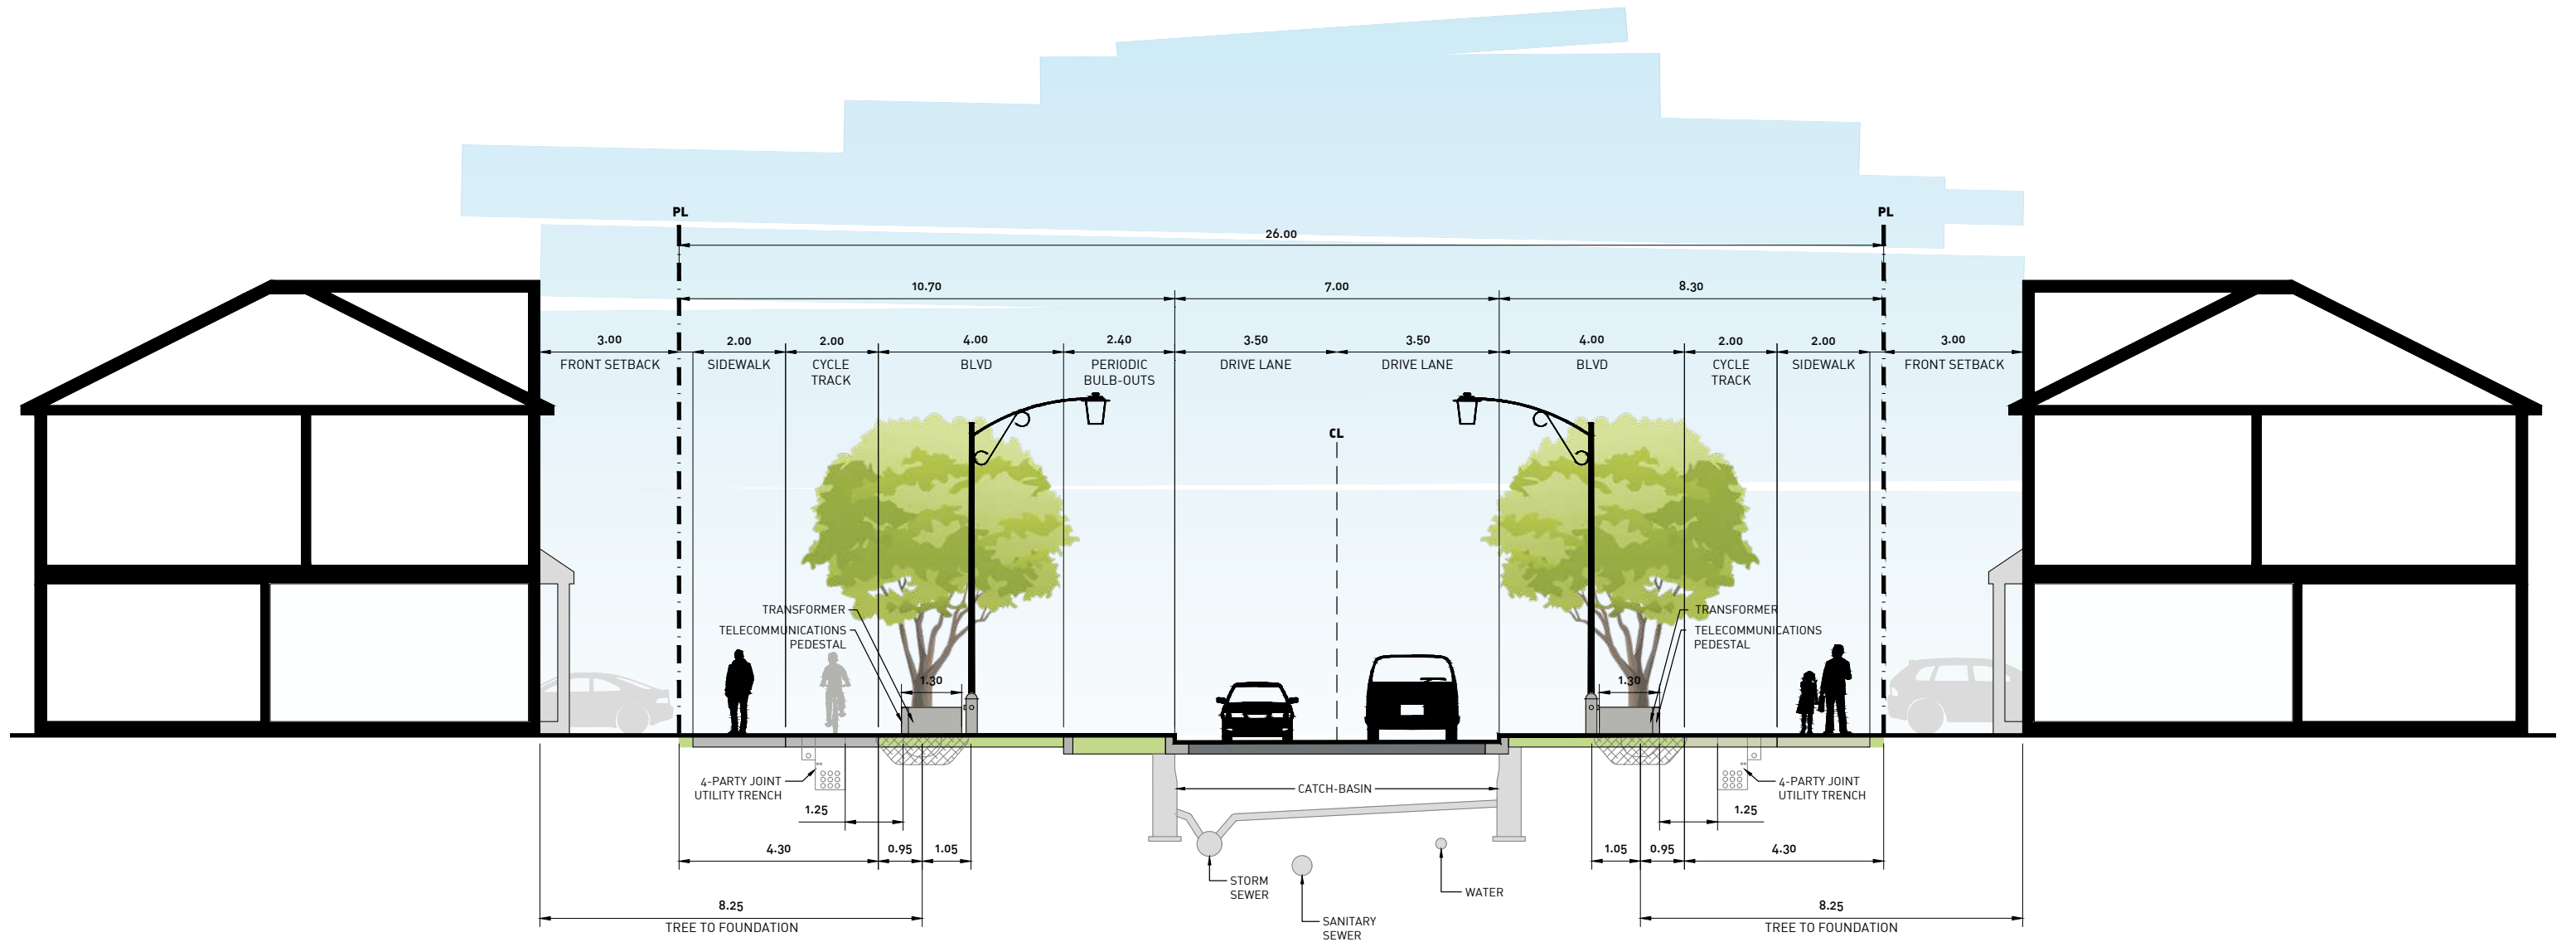 PL
PL
26.00
10.70
7.00
8.30
3.00
2.00
2.00
4.00
2.40
3.50
3.50
4.00
2.00
2.00
3.00
FRONT SETBACK
SIDEWALK
CYCLE
TRACK
BLVD
PERIODIC
BULB-OUTS
DRIVE LANE
DRIVE LANE
BLVD
CYCLE
TRACK
SIDEWALK
FRONT SETBACK
CL
TRANSFORMER
TELECOMMUNICATIONS
PEDESTAL
TRANSFORMER
TELECOMMUNICATIONS
PEDESTAL
1.30
1.30
4-PARTY JOINT
UTILITY TRENCH
CATCH-BASIN
4-PARTY JOINT
UTILITY TRENCH
1.25
1.25
4.30
0.95
1.05
1.05
0.95
4.30
STORM
SEWER
WATER
SANITARY
SEWER
8.25
TREE TO FOUNDATION
8.25
TREE TO FOUNDATION